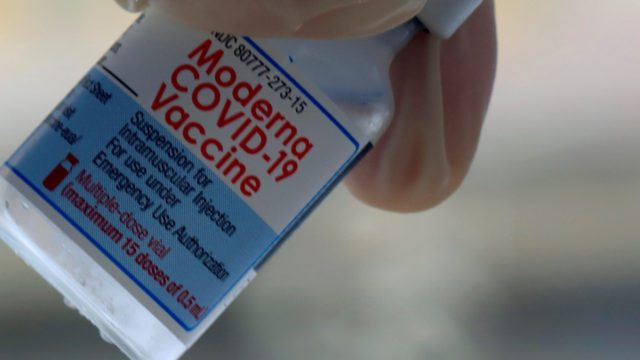 NDC 80777-273-15
Moderna
COVID-19
Vaccine
Suspension for
Intramuscular Injection
For use under
Emergency Use Authorization
Multiple-dose vial
(maximum 15 doses of 0.5 mL)